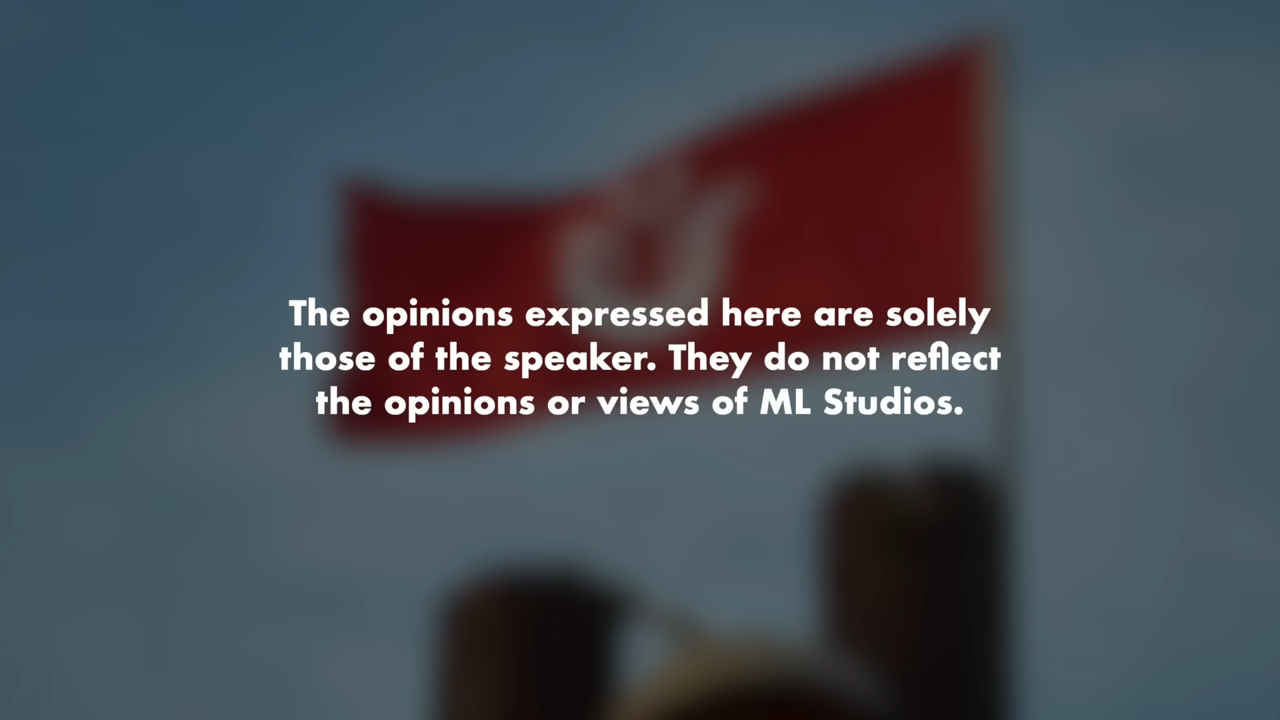 The opinions expressed here are solely
those of the speaker. They do not reflect
the opinions or views of ML Studios.